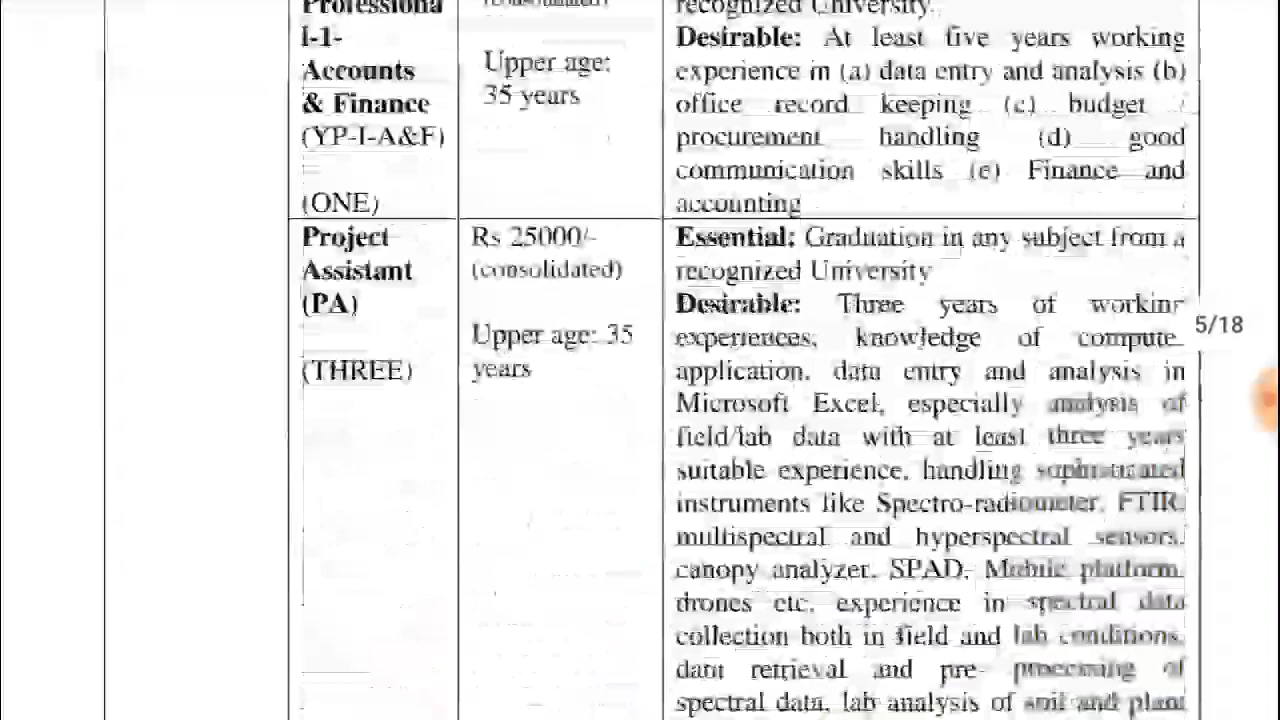 Professiona
l-1-
Accounts
& Finance
(YP-I-A&F)
(ONE)
(consolidated)
Upper age:
35 years
recognized University.
Desirable: At least five years working
experience in (a) data entry and analysis (b)
office record keeping (c) budget /
procurement handling (d) good
communication skills (e) Finance and
accounting
Project
Assistant
(PA)
(THREE)
Rs 25000/-
(consolidated)
Upper age: 35
years
Essential: Graduation in any subject from a
recognized University
Desirable: Three years of working
experiences, knowledge of compute
application, data entry and analysis in
Microsoft Excel, especially analysis of
field/lab data with at least three years
suitable experience, handling sophisticated
instruments like Spectro-radiometer, FTIR,
multispectral and hyperspectral sensors,
canopy analyzer, SPAD, Mobile platform,
drones etc, experience in spectral data
collection both in field and lab conditions,
retrieval and pre- processing of
spectral data, lab analysis of soil and plant
5/18